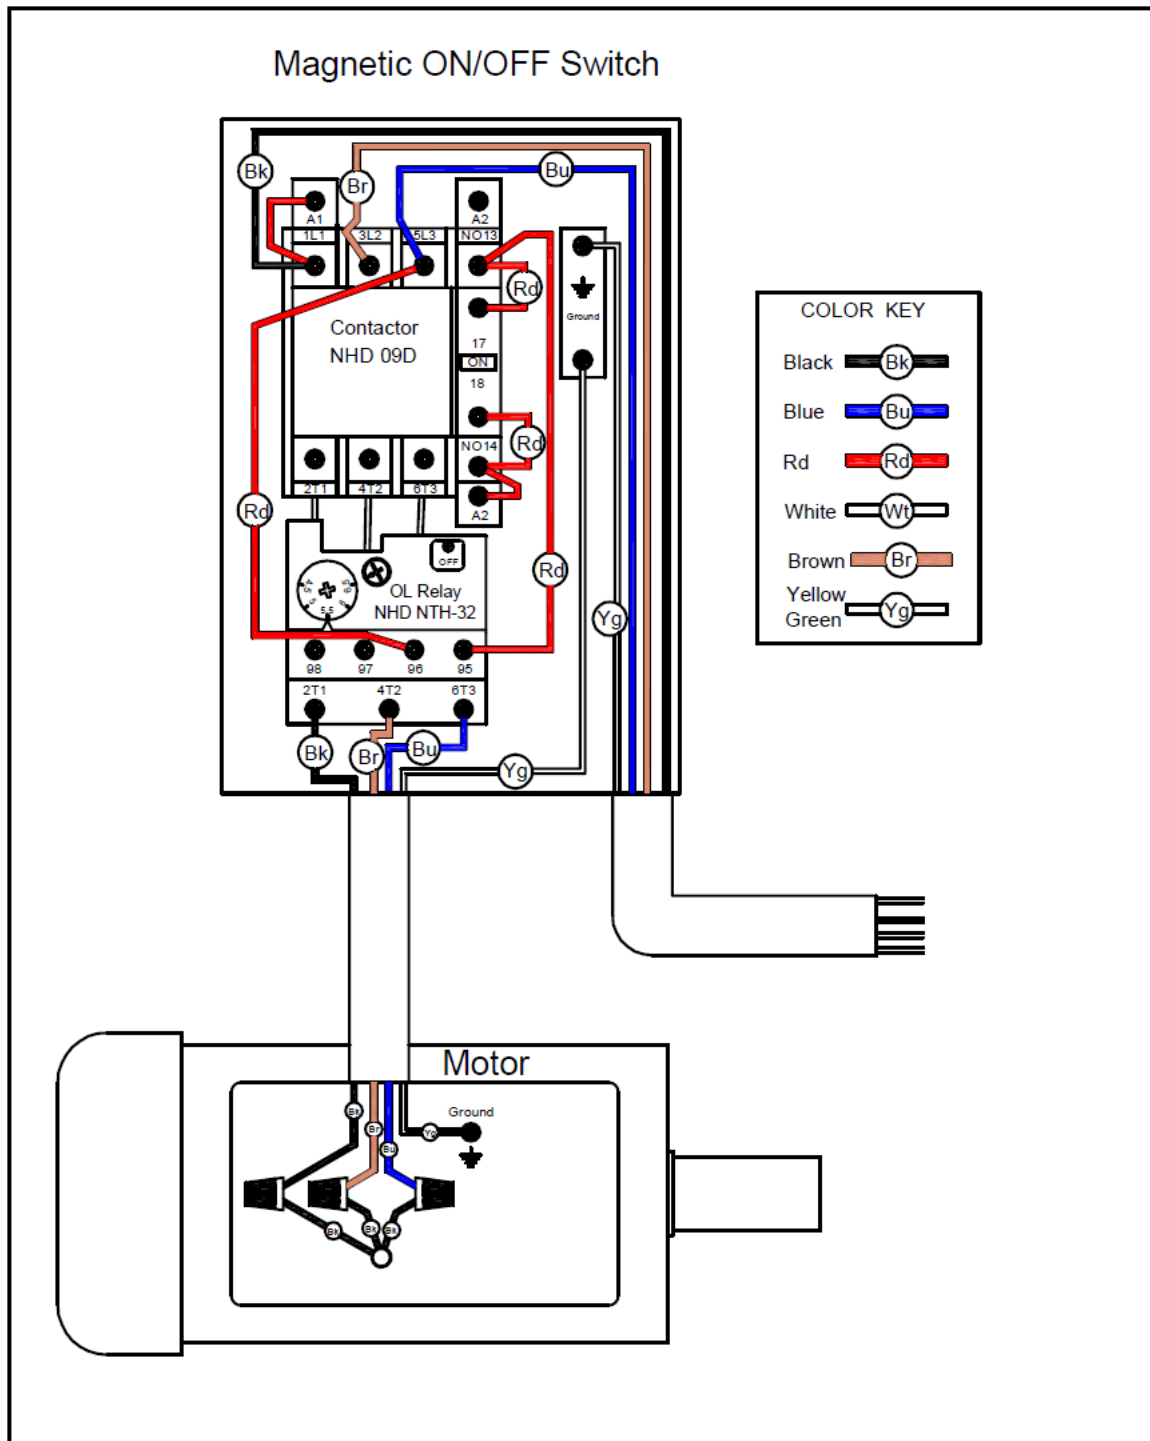 Magnetic ON/OFF Switch
Bk
Br
Bu
A1
A2
1L1
3L2
5L3
NO13
Rd
Contactor
NHD 09D
17
ON
18
Ground
Rd
NO14
2T1
4T2
6T3
A2
Rd
OFF
OL Relay
NHD NTH-32
5.5
Rd
Yg
98
97
96
95
2T1
4T2
6T3
Bk
Br
Bu
Yg
COLOR KEY
Black Bk
Blue Bu
Rd Rd
White Wt
Brown Br
Yellow
Green Yg
Motor
Ground
Bk
Br
Yg
Bu
Bk
Bk
Bk